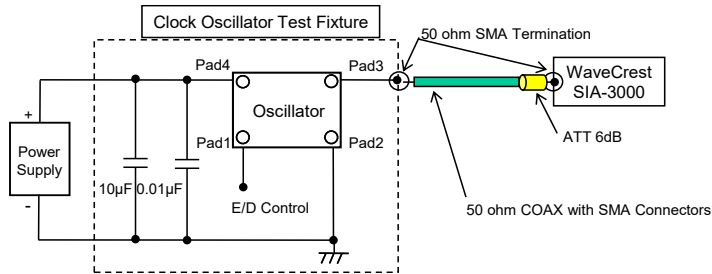 Clock Oscillator Test Fixture
50 ohm SMA Termination
Pad4
Pad3
WaveCrest
SIA-3000
Oscillator
+
Power
Supply
-
Pad1
Pad2
ATT 6dB
10µF
0.01µF
E/D Control
50 ohm COAX with SMA Connectors